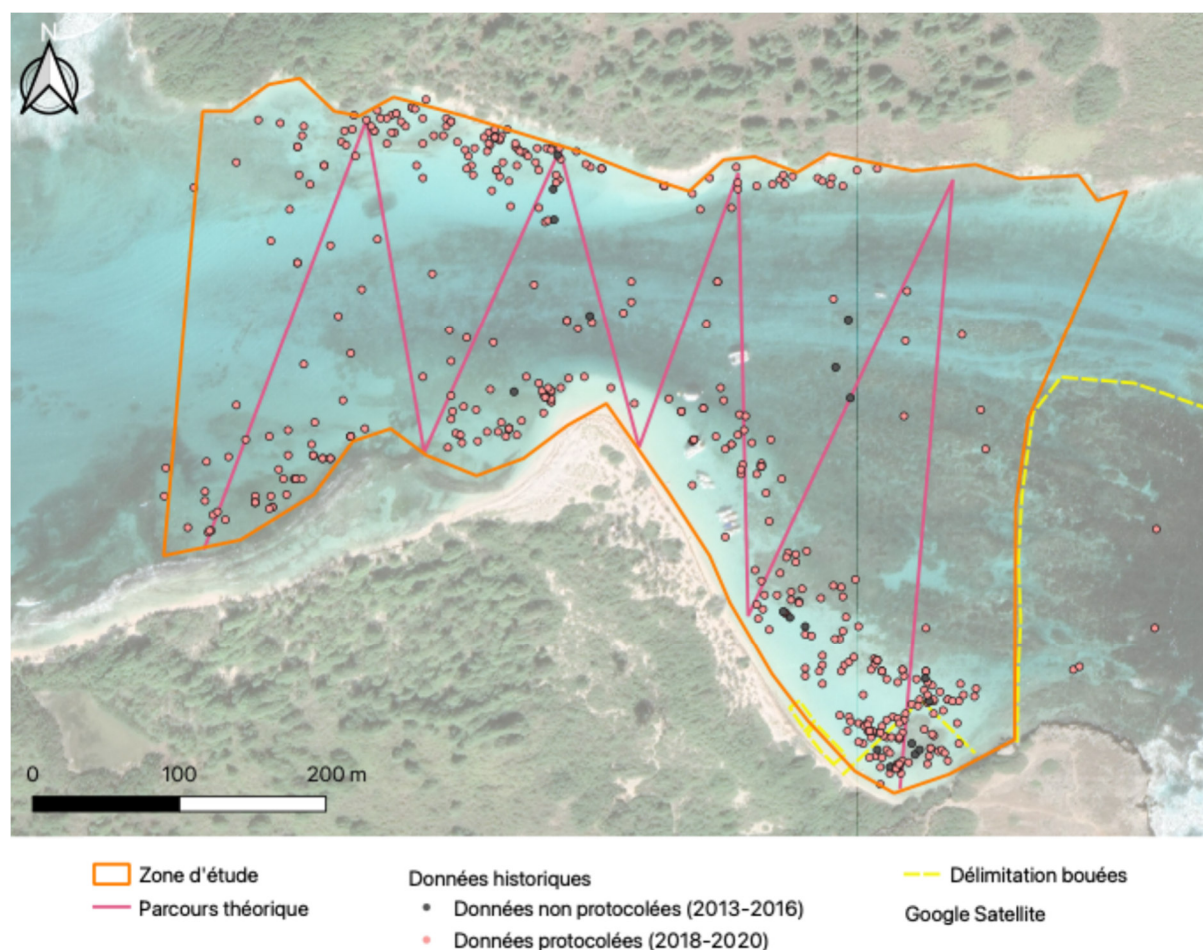 N
0 100 200 m
Zone d'étude
Parcours théorique
Données historiques
Données non protocolées (2013-2016)
Données protocolées (2018-2020)
Délimitation bouées
Google Satellite